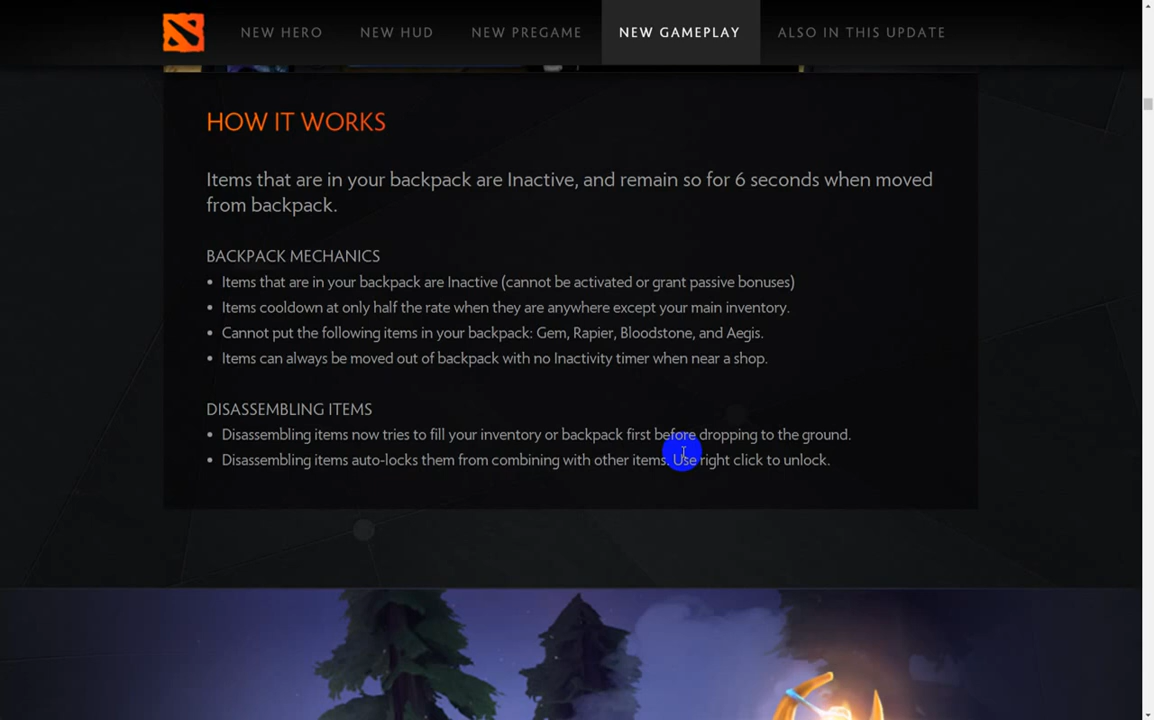 NEW HERO NEW HUD NEW PREGAME NEW GAMEPLAY ALSO IN THIS UPDATE
HOW IT WORKS
Items that are in your backpack are Inactive, and remain so for 6 seconds when moved
from backpack.
BACKPACK MECHANICS
• Items that are in your backpack are Inactive (cannot be activated or grant passive bonuses)
• Items cooldown at only half the rate when they are anywhere except your main inventory.
• Cannot put the following items in your backpack: Gem, Rapier, Bloodstone, and Aegis.
• Items can always be moved out of backpack with no Inactivity timer when near a shop.
DISASSEMBLING ITEMS
• Disassembling items now tries to fill your inventory or backpack first before dropping to the ground.
• Disassembling items auto-locks them from combining with other items. Use right click to unlock.